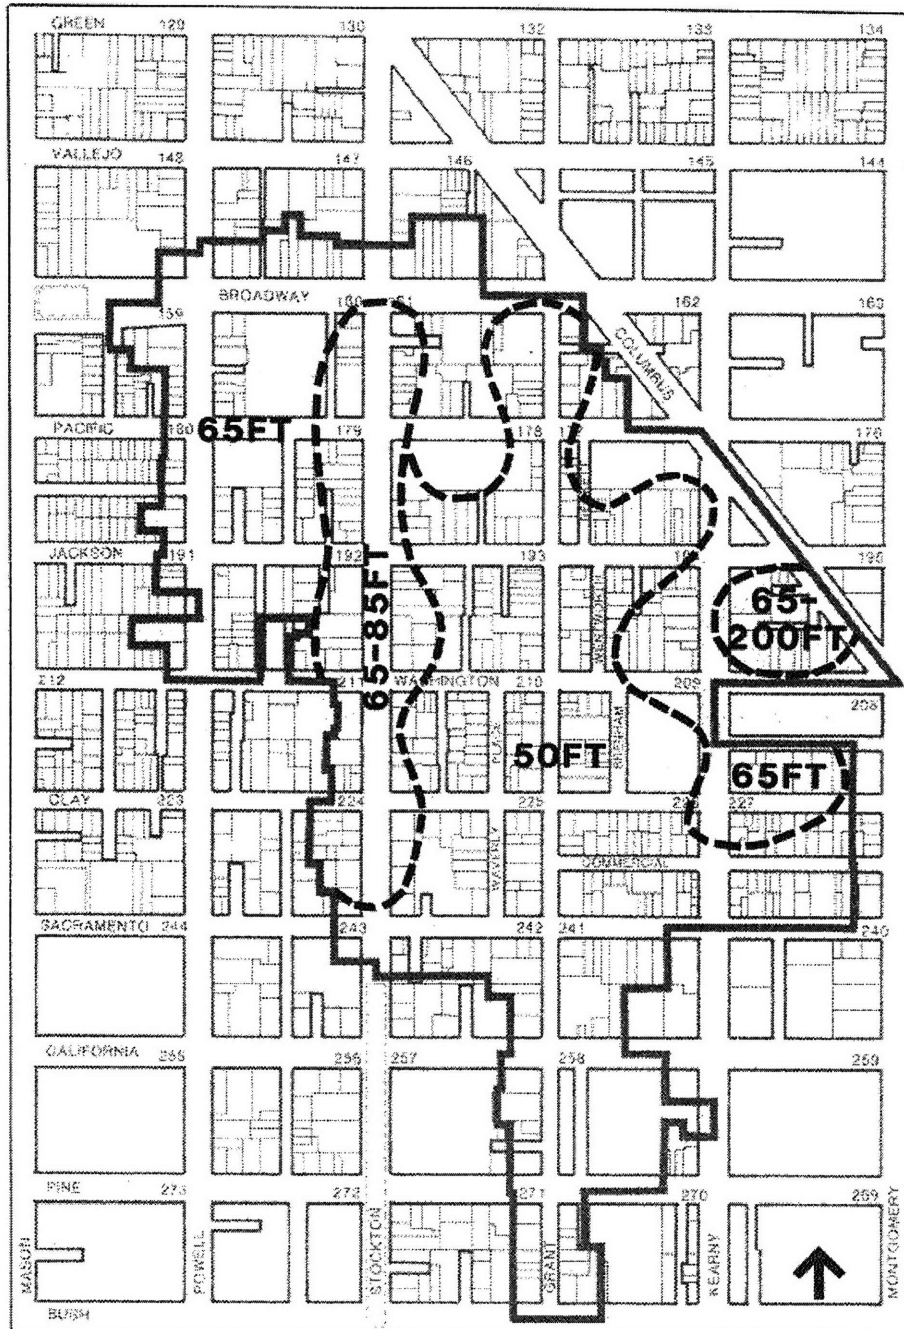 GREEN 129 130 132 133 134
VALLEJO 148 147 146 145 144
BROADWAY 162 163
159
COLUMBUS
PACIFIC 180 65FT 179 178 176
JACKSON 191 192 193 195
65-85FT
WENTWORTH
65-
200FT
212 211 WASHINGTON 210 209 208
50FT
65FT
CLAY 223 224 225 227
WAVERLY
COMMERCIAL
SACRAMENTO 244 243 242 241 240
CALIFORNIA 255 256 257 258 259
PINE 273 272 271 270 269
MASON
POWELL
STOCKTON
GRANT
KEARNY
MONTGOMERY
BUSH